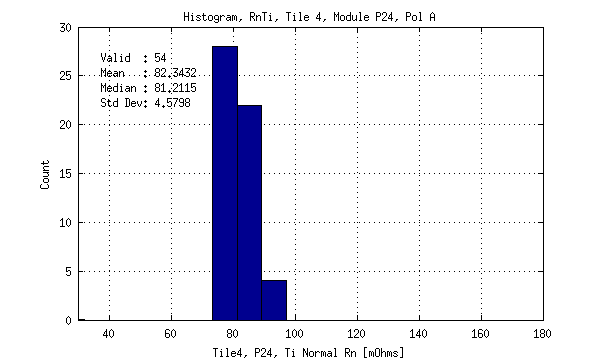 Histogram, RnTi, Tile 4, Module P24, Pol A
30
25
20
15
10
5
0
Count
Valid : 54
Mean : 82.3432
Median : 81.2115
Std Dev: 4.5798
40 60 80 100 120 140 160 180
Tile4, P24, Ti Normal Rn [mOhms]